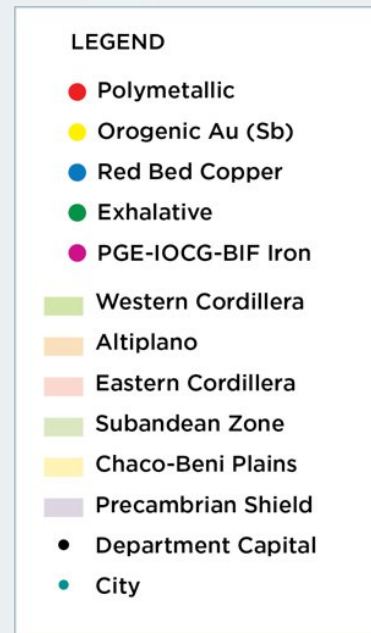 LEGEND
Polymetallic
Orogenic Au (Sb)
Red Bed Copper
Exhalative
PGE-IOCG-BIF Iron
Western Cordillera
Altiplano
Eastern Cordillera
Subandean Zone
Chaco-Beni Plains
Precambrian Shield
Department Capital
City